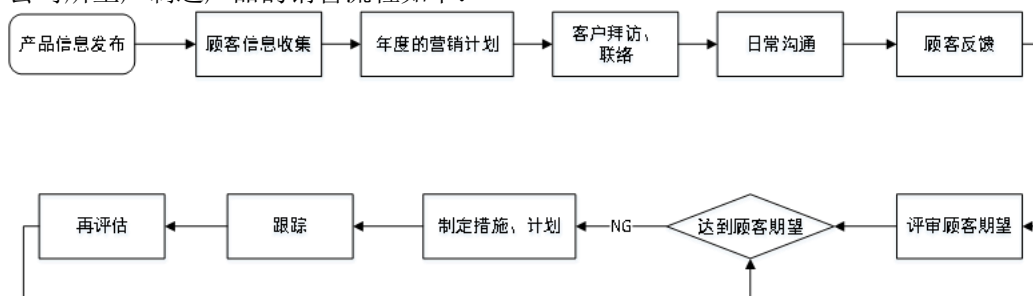 产品信息发布
顾客信息收集
年度的营销计划
客户拜访、
联络
日常沟通
顾客反馈
再评估
跟踪
制定措施、计划
NG
达到顾客期望
评审顾客期望